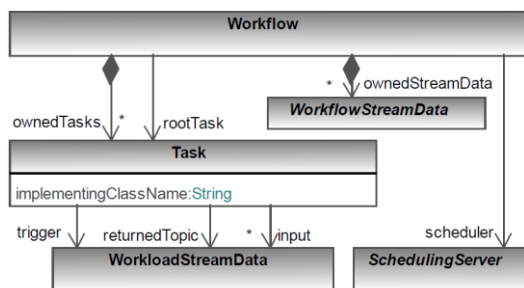 Workflow
* ownedStreamData
ownedTasks * rootTask
WorkflowStreamData
Task
implementingClassName:String
trigger returnedTopic * input scheduler
WorkloadStreamData SchedulingServer